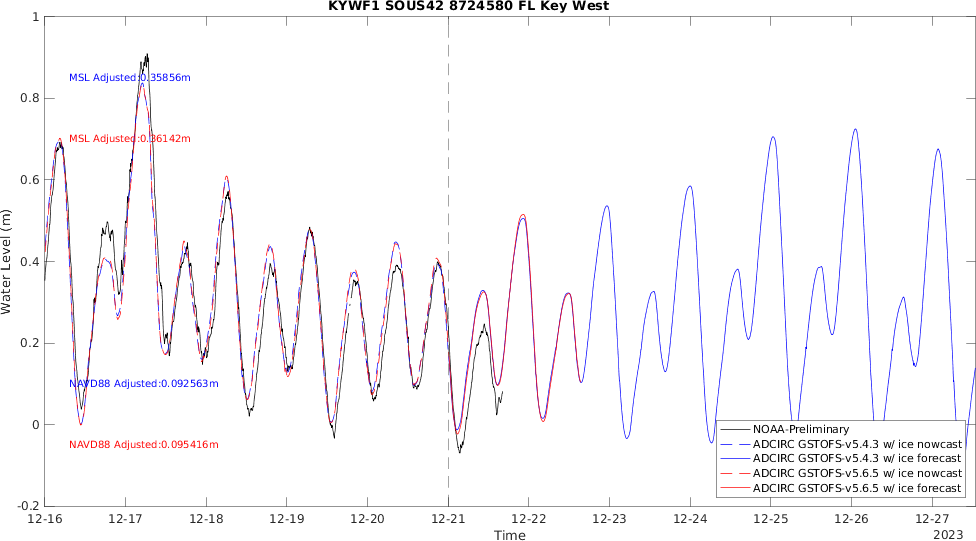 KYWF1 SOUS42 8724580 FL Key West
1
0.8
0.6
0.4
0.2
0
-0.2
Water Level (m)
MSL Adjusted:0.35856m
MSL Adjusted:0.36142m
NAVD88 Adjusted:0.092563m
NAVD88 Adjusted:0.095416m
NOAA-Preliminary
ADCIRC GSTOFS-v5.4.3 w/ ice nowcast
ADCIRC GSTOFS-v5.4.3 w/ ice forecast
ADCIRC GSTOFS-v5.6.5 w/ ice nowcast
ADCIRC GSTOFS-v5.6.5 w/ ice forecast
12-16 12-17 12-18 12-19 12-20 12-21 12-22 12-23 12-24 12-25 12-26 12-27
Time
2023